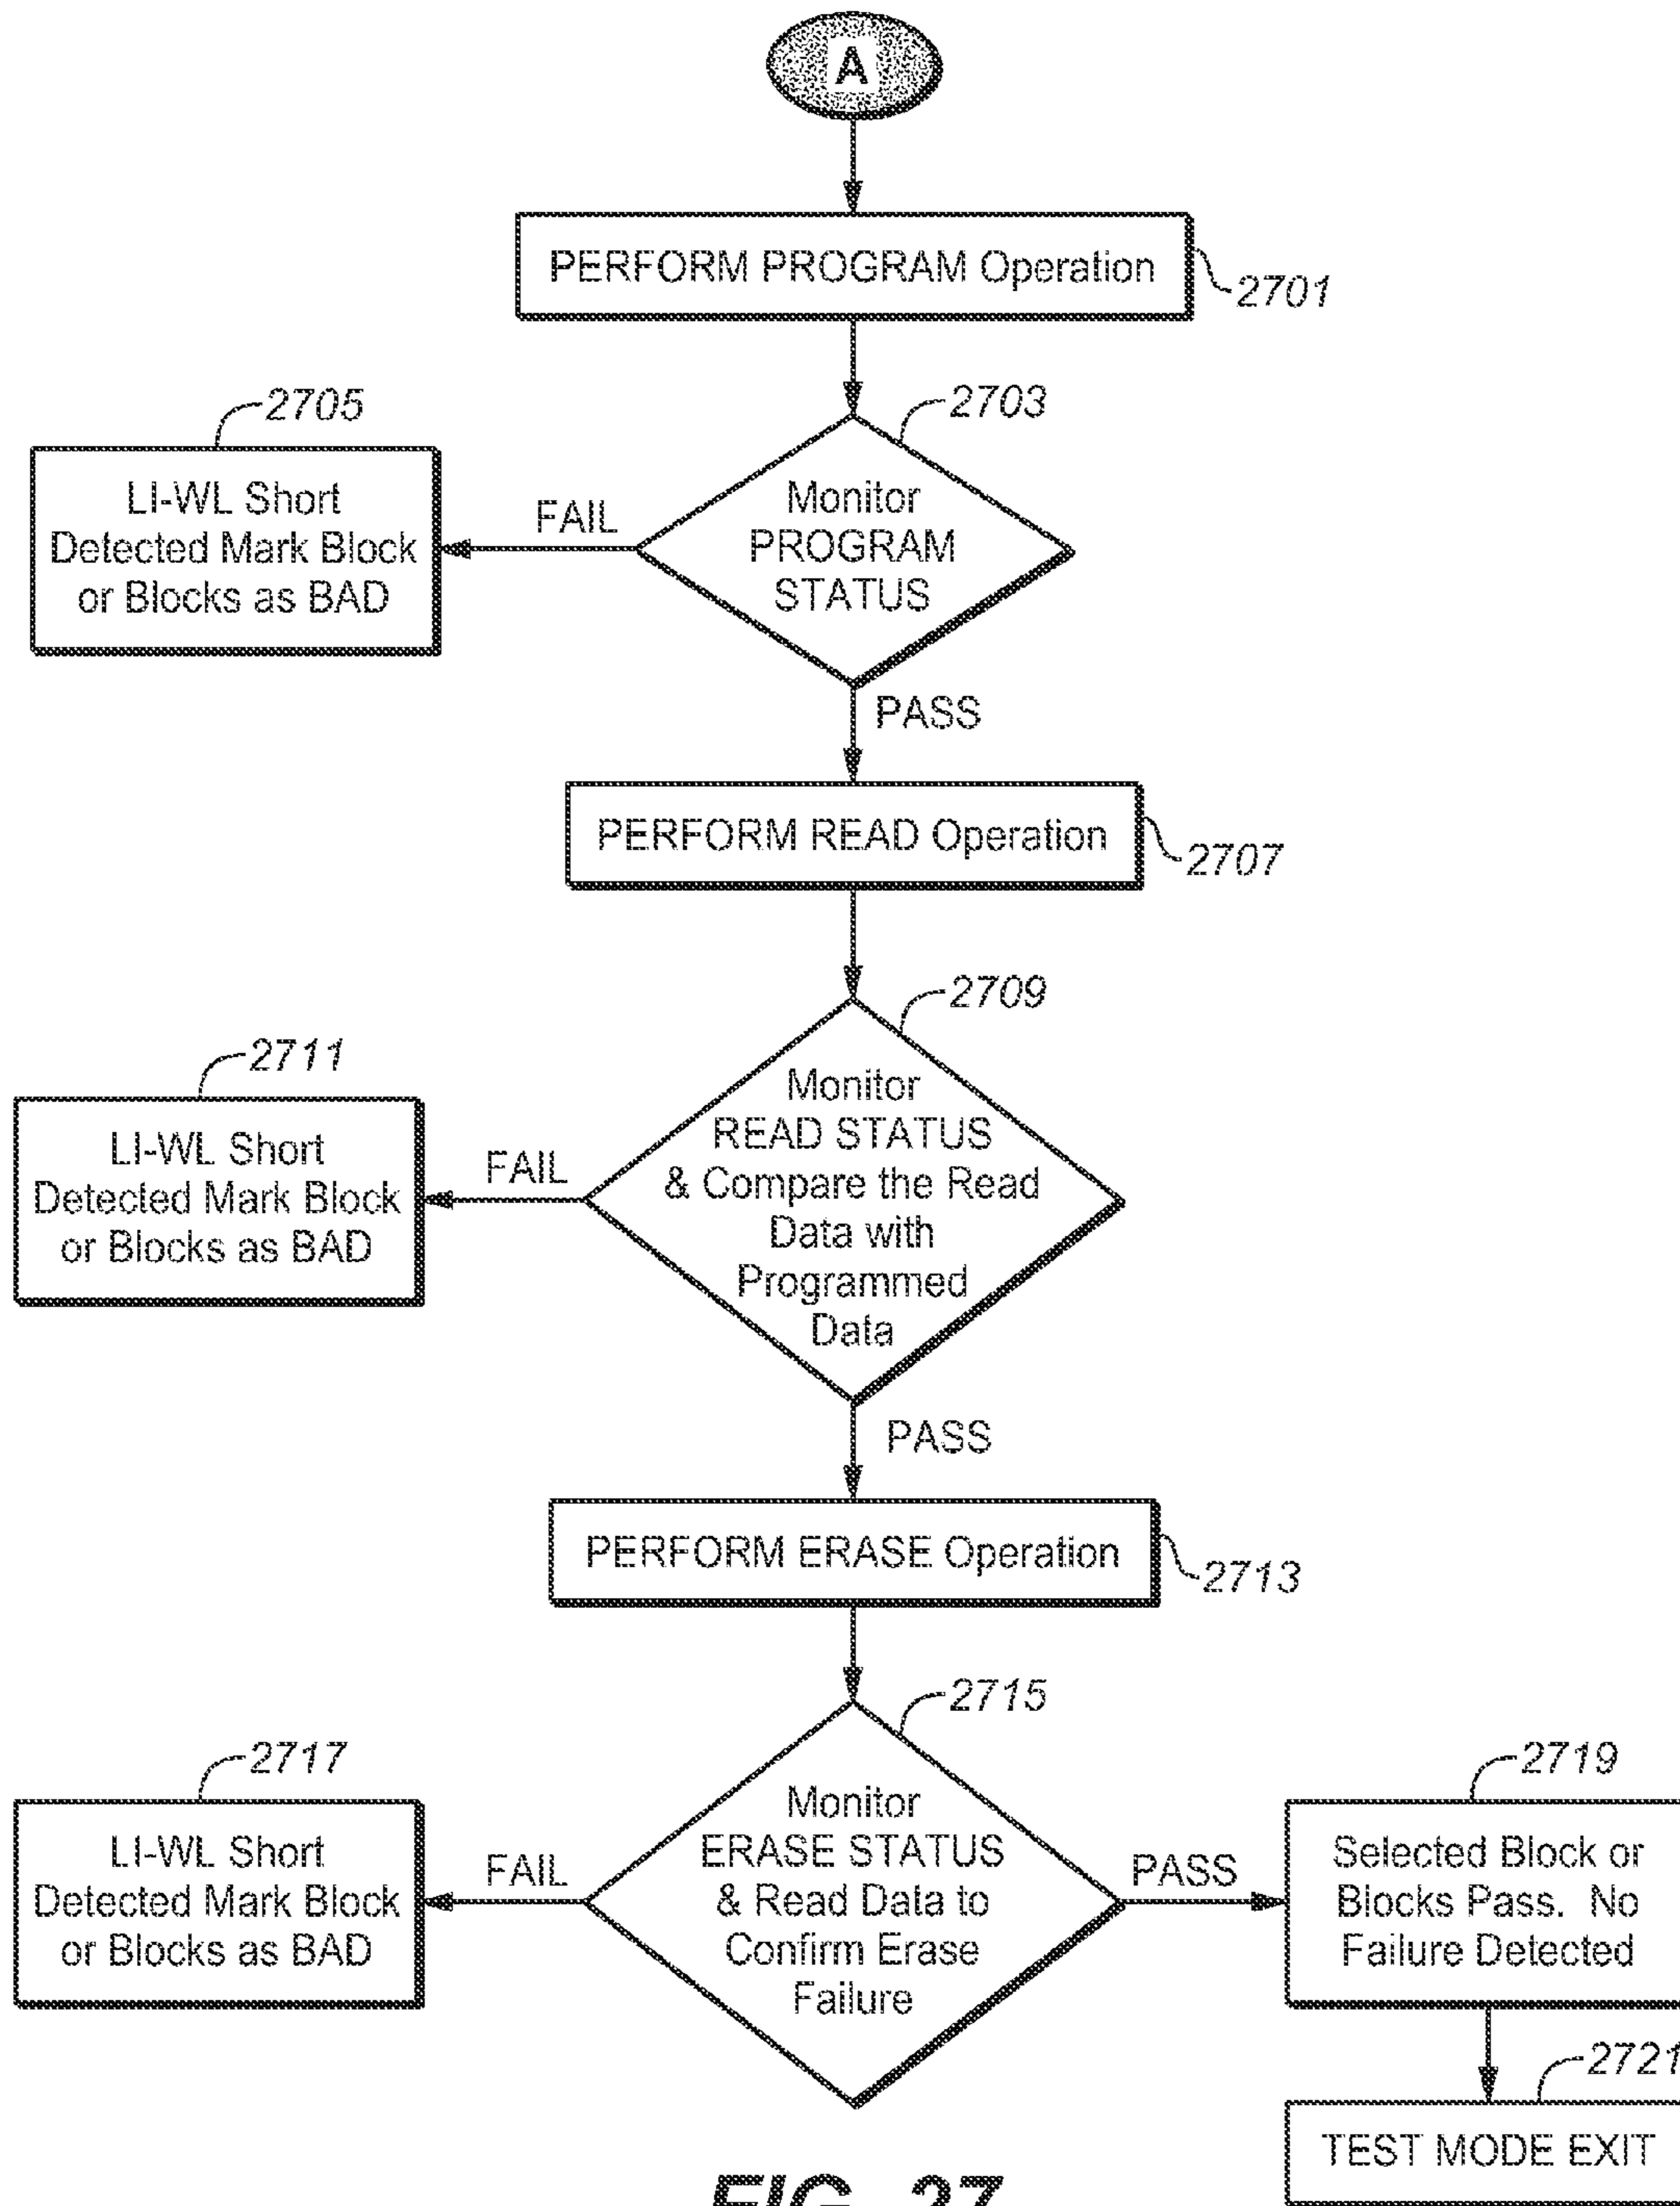 A
PERFORM PROGRAM Operation
2701
2703
2705
Monitor
PROGRAM
STATUS
FAIL
LI-WL Short
Detected Mark Block
or Blocks as BAD
PASS
PERFORM READ Operation
2707
2709
2711
Monitor
READ STATUS
& Compare the Read
Data with
Programmed
Data
FAIL
LI-WL Short
Detected Mark Block
or Blocks as BAD
PASS
PERFORM ERASE Operation
2713
2715
2717
2719
Monitor
ERASE STATUS
& Read Data to
Confirm Erase
Failure
FAIL
LI-WL Short
Detected Mark Block
or Blocks as BAD
PASS
Selected Block or
Blocks Pass. No
Failure Detected
2721
TEST MODE EXIT
FIG. 27